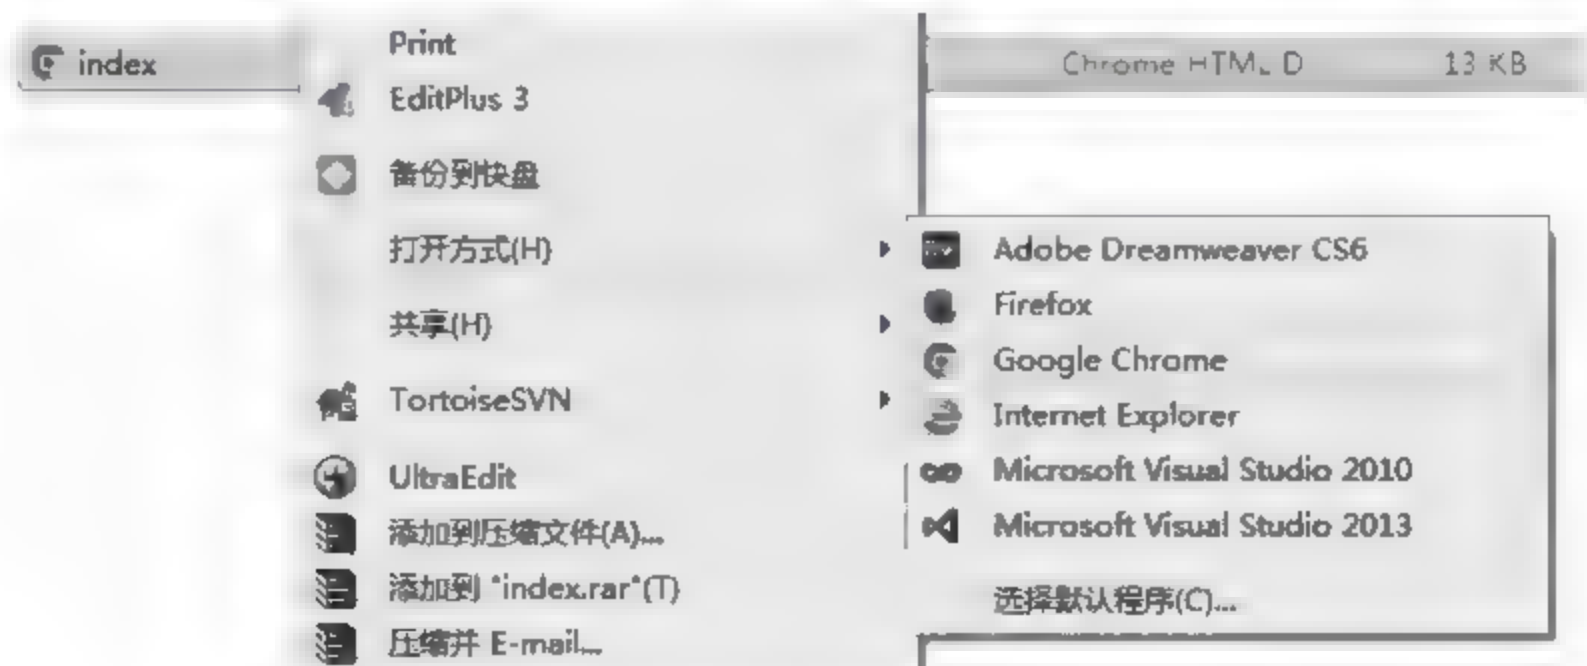 index
Chrome HTML D
13 KB
Print
EditPlus 3
备份到快盘
打开方式(H)
共享(H)
TortoiseSVN
UltraEdit
添加到压缩文件(A)...
添加到 "index.rar"(T)
压缩并 E-mail...
Adobe Dreamweaver CS6
Firefox
Google Chrome
Internet Explorer
Microsoft Visual Studio 2010
Microsoft Visual Studio 2013
选择默认程序(C)...